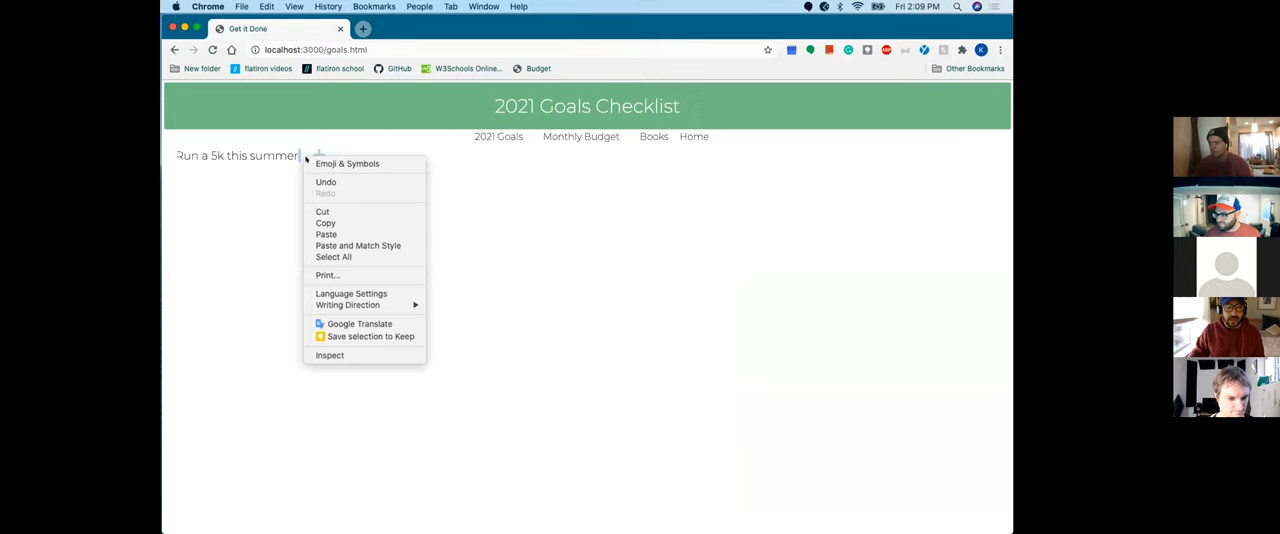 Chrome File Edit View History Bookmarks People Tab Window Help Fri 2:09 PM
Get it Done
localhost:3000/goals.html
New folder flatiron videos flatiron school GitHub W3Schools Online... Budget Other Bookmarks
2021 Goals Checklist
2021 Goals Monthly Budget Books Home
Run a 5k this summer
Emoji & Symbols
Undo
Redo
Cut
Copy
Paste
Paste and Match Style
Select All
Print...
Language Settings
Writing Direction
Google Translate
Save selection to Keep
Inspect